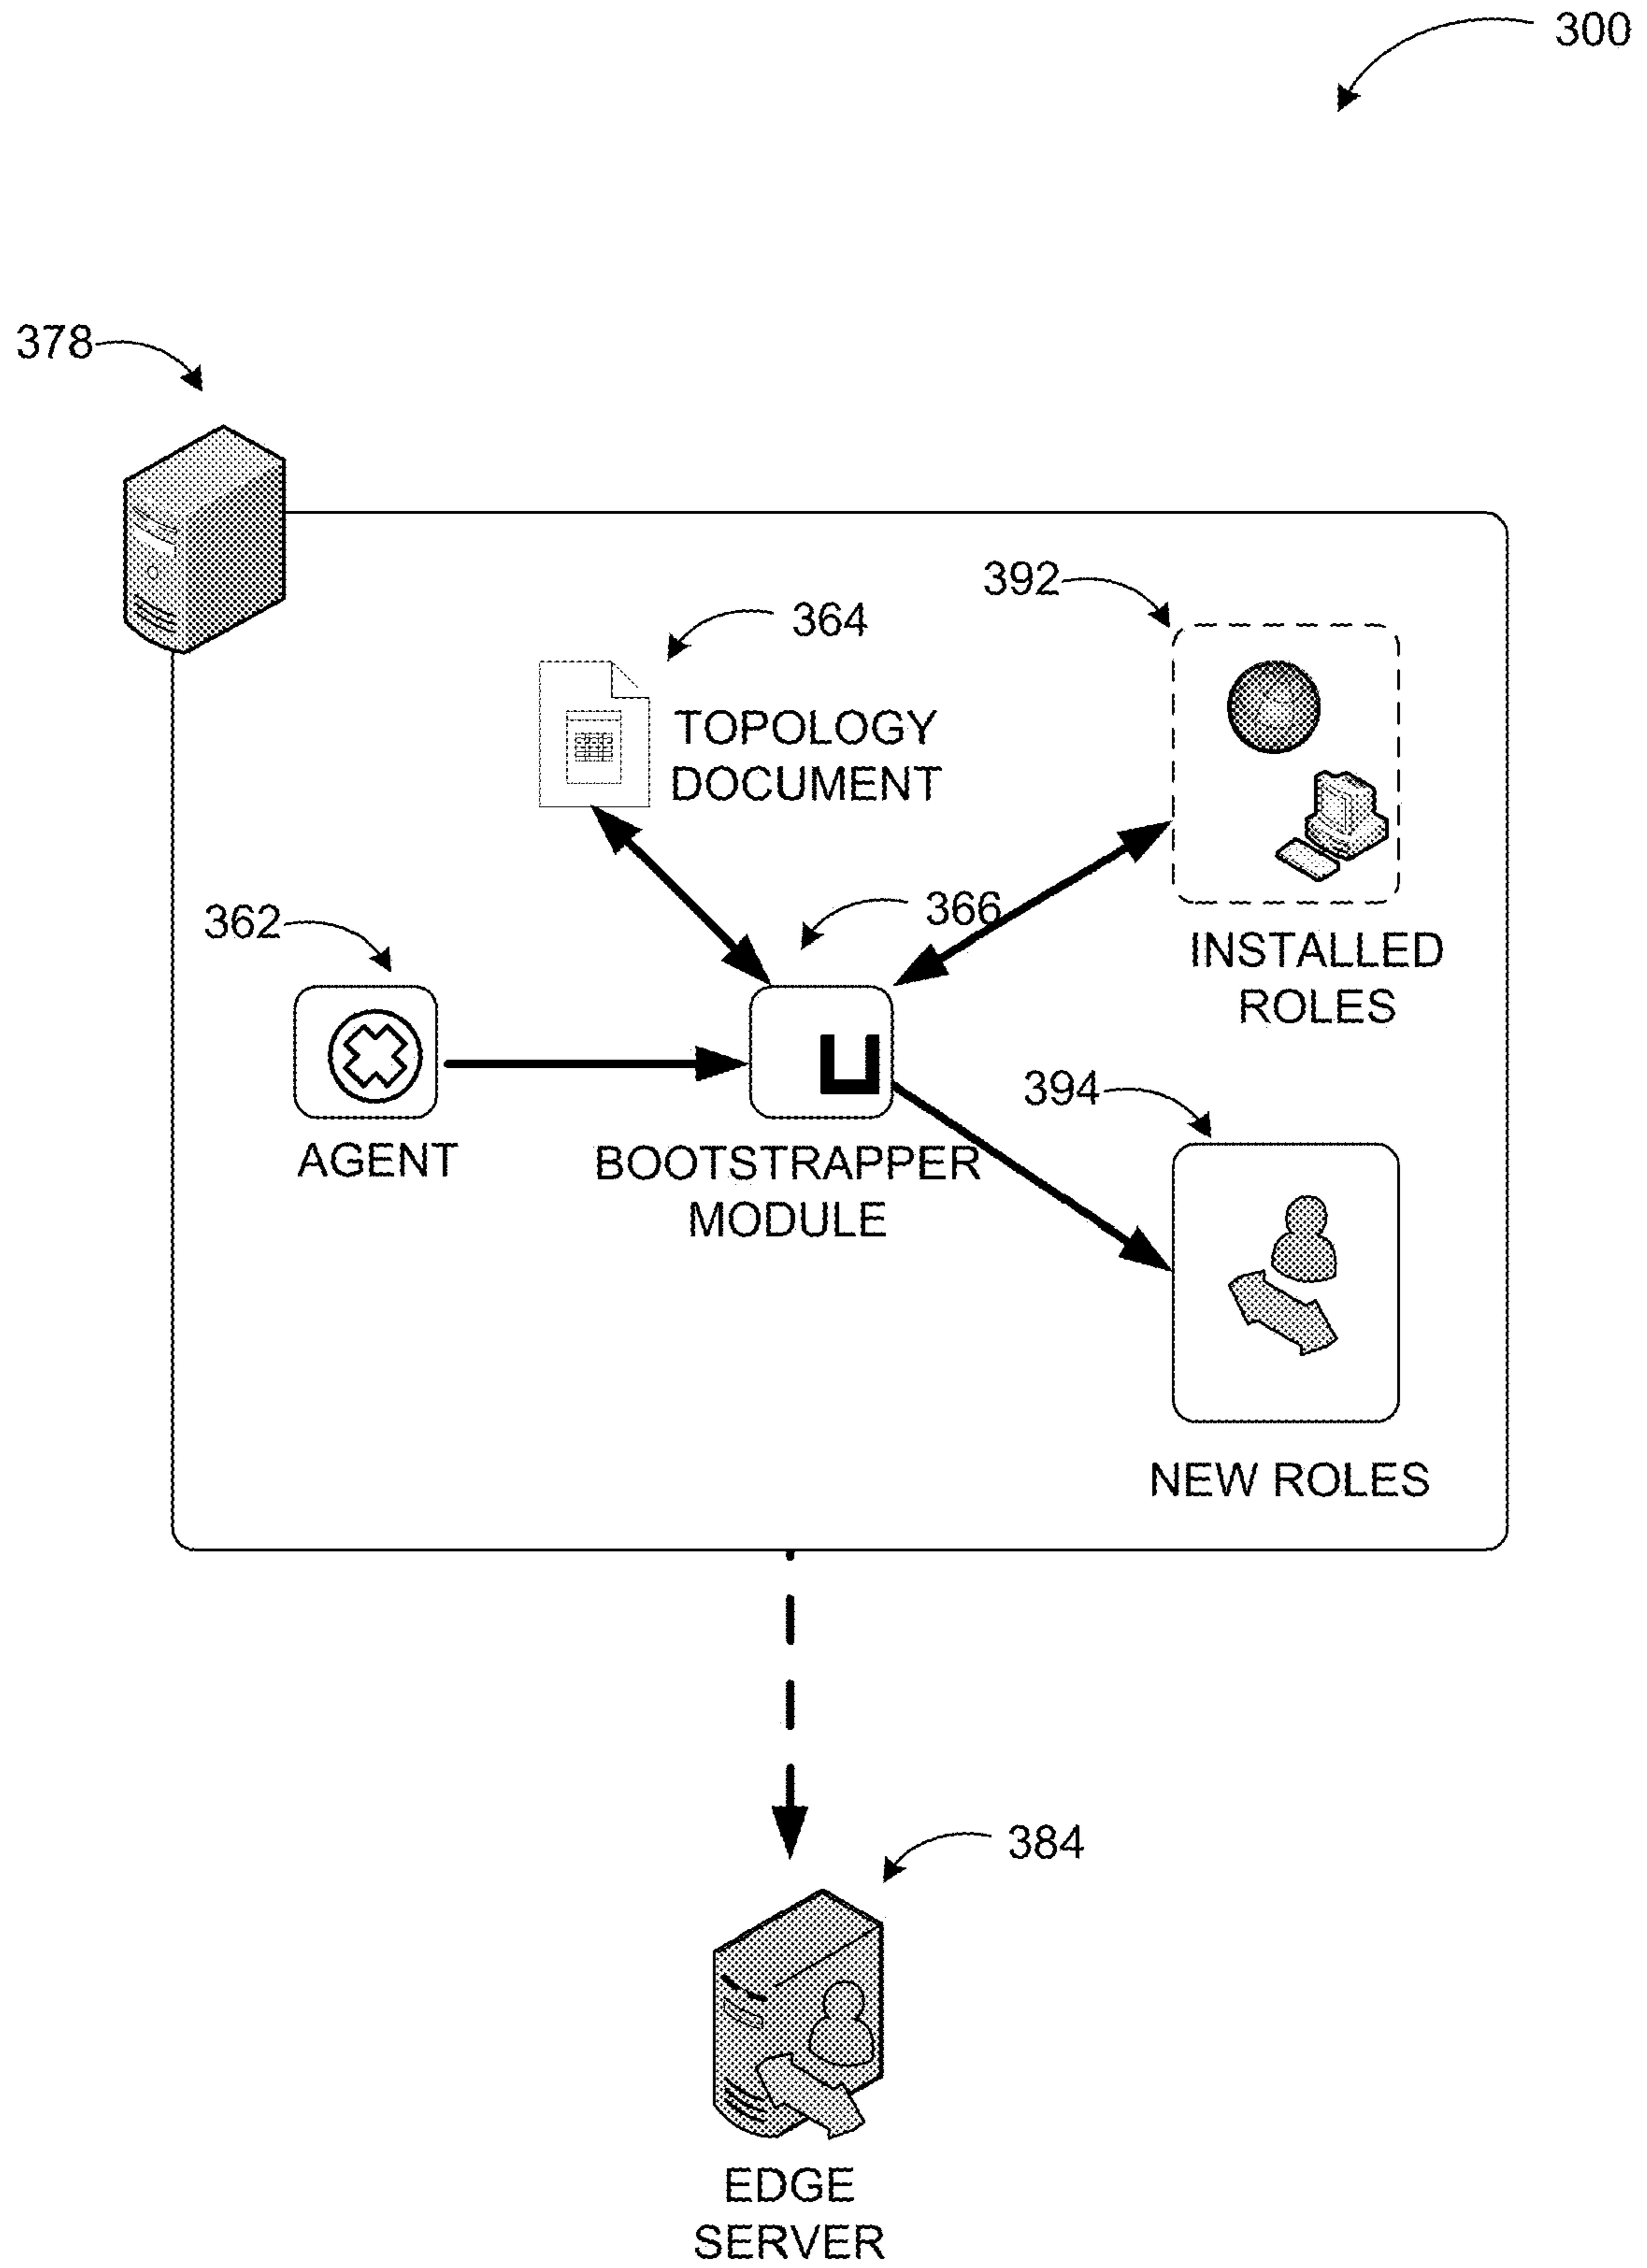 300
378
392
364
TOPOLOGY
DOCUMENT
362
366
INSTALLED
ROLES
394
AGENT
BOOTSTRAPPER
MODULE
NEW ROLES
384
EDGE
SERVER